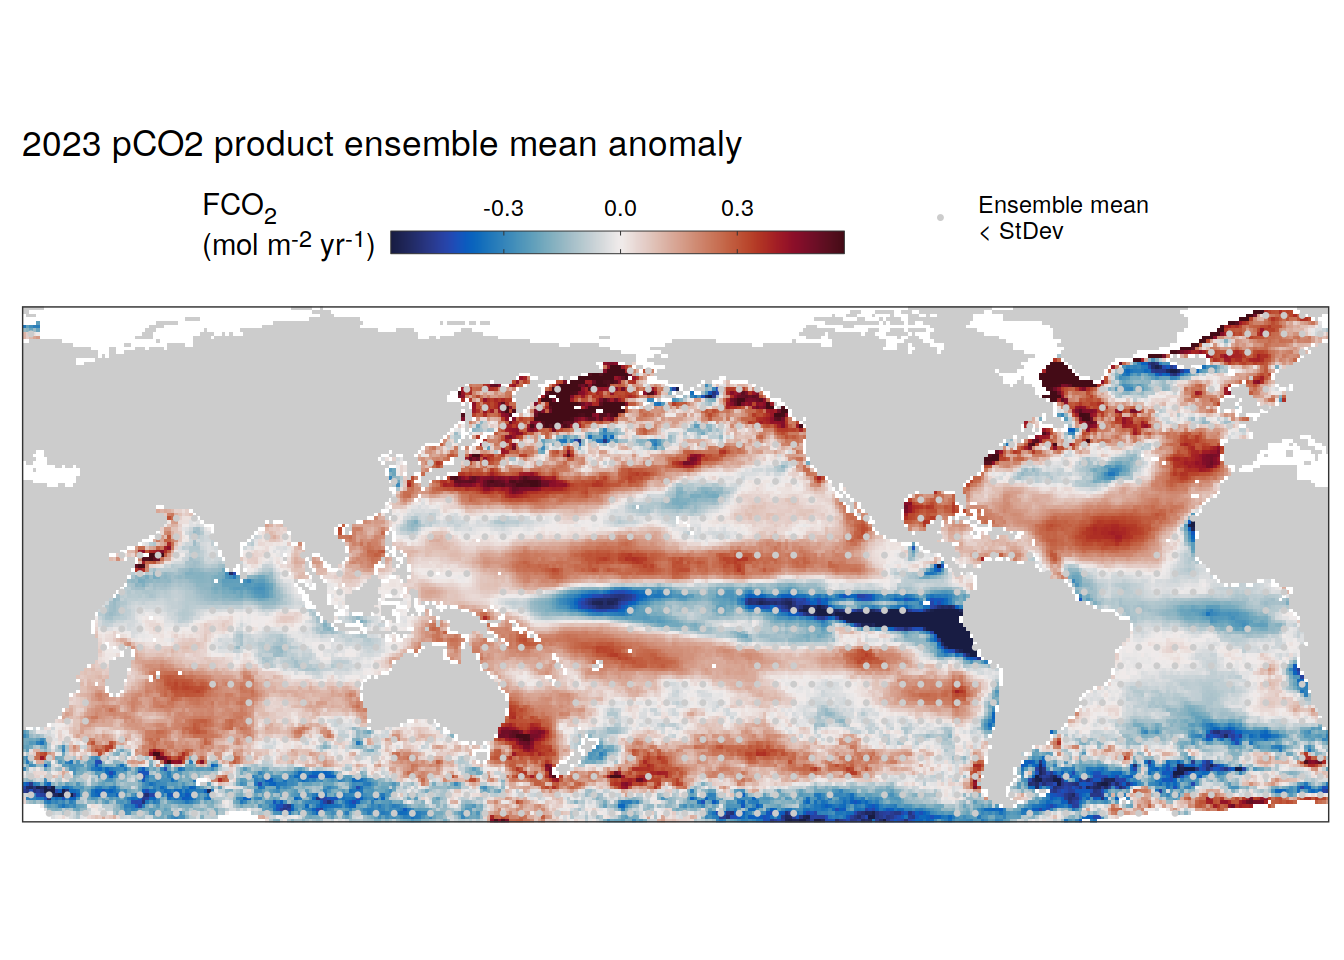 2023 pCO2 product ensemble mean anomaly
FCO₂
(mol m⁻² yr⁻¹)
-0.3 0.0 0.3
Ensemble mean
< StDev